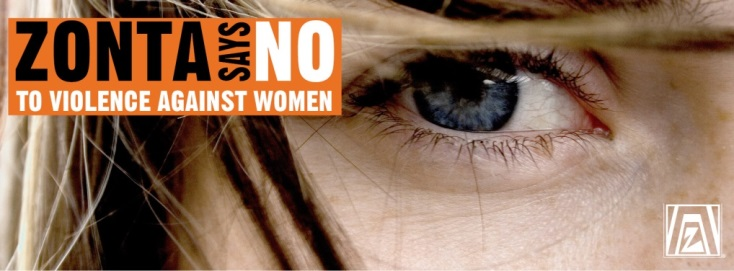 ZONTA SAYS NO
TO VIOLENCE AGAINST WOMEN
Z